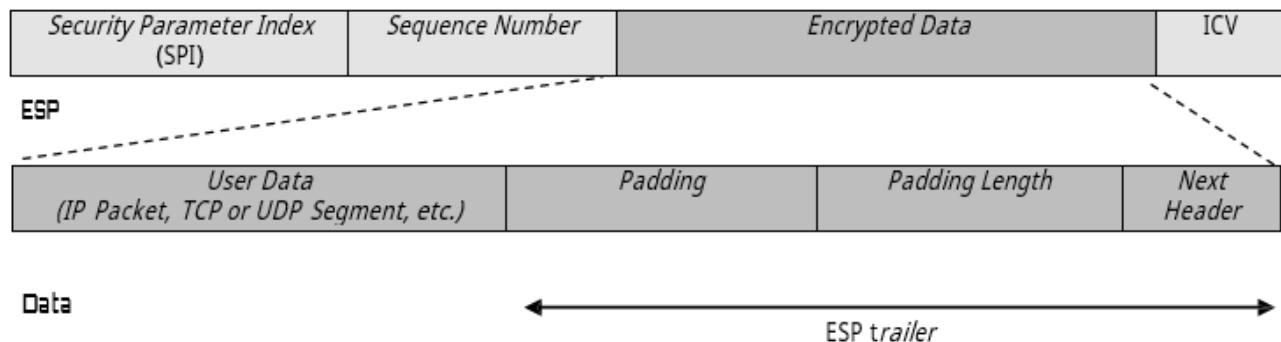 Security Parameter Index
(SPI)
Sequence Number
Encrypted Data
ICV
ESP
User Data
(IP Packet, TCP or UDP Segment, etc.)
Padding
Padding Length
Next
Header
Data
ESP trailer